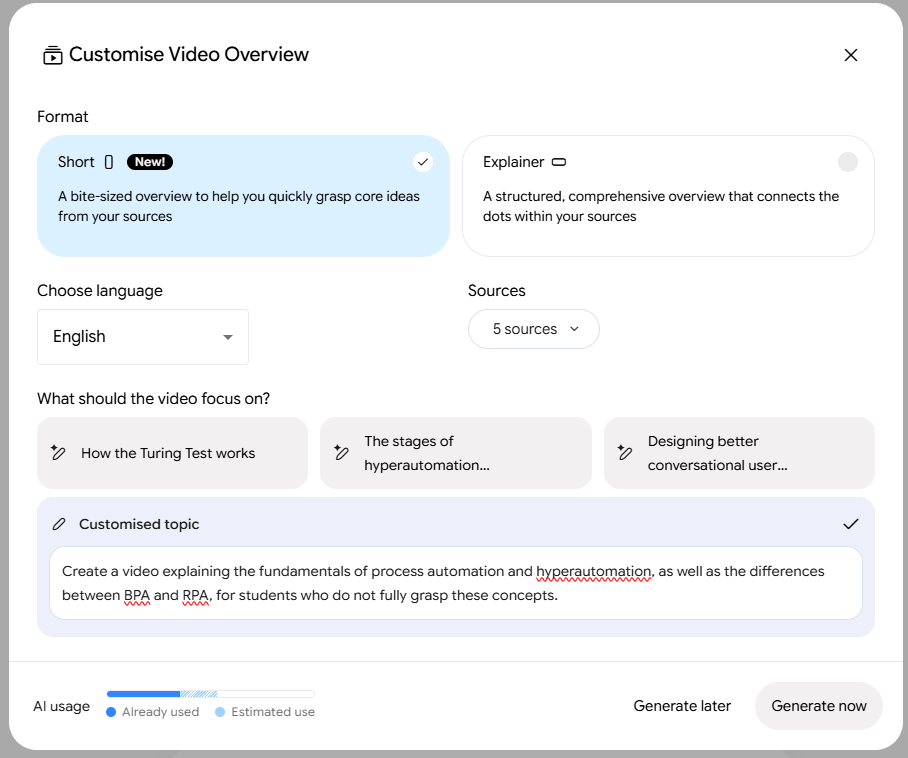 Customise Video Overview
Format
Short New!
A bite-sized overview to help you quickly grasp core ideas
from your sources
Explainer
A structured, comprehensive overview that connects the
dots within your sources
Choose language
English
Sources
5 sources
What should the video focus on?
How the Turing Test works
The stages of
hyperautomation...
Designing better
conversational user...
Customised topic
Create a video explaining the fundamentals of process automation and hyperautomation, as well as the differences
between BPA and RPA, for students who do not fully grasp these concepts.
AI usage
Already used
Estimated use
Generate later
Generate now